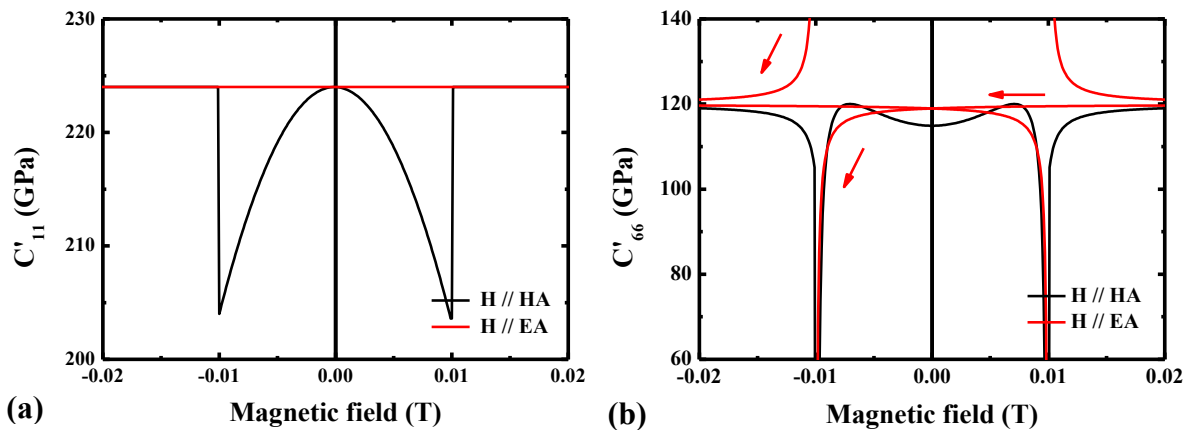 230
220
210
200
C'11 (GPa)
-0.02 -0.01 0.00 0.01 0.02
Magnetic field (T)
H // HA
H // EA
(a)
140
120
100
80
60
C'66 (GPa)
-0.02 -0.01 0.00 0.01 0.02
Magnetic field (T)
H // HA
H // EA
(b)